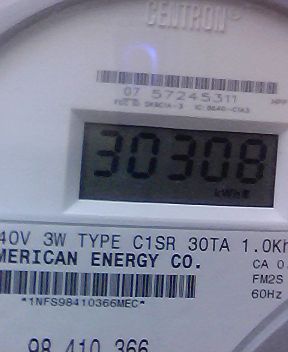 CENTRON®
07 57245311
30308
kWh
40V 3W TYPE C1SR 30TA 1.0Kh
MERICAN ENERGY CO.
CA 0.
FM2S
60Hz
*1NFS98410366MEC*
98 410 366